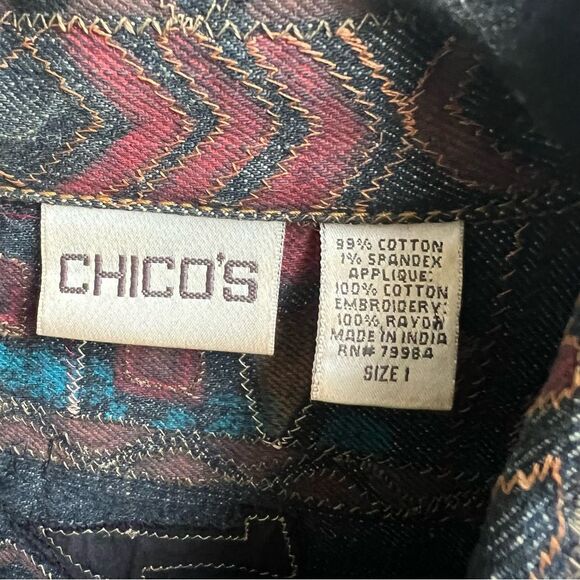 CHICO'S
99% COTTON
1% SPANDEX
APPLIQUE:
100% COTTON
EMBROIDERY:
100% RAYON
MADE IN INDIA
RN# 79984
SIZE 1